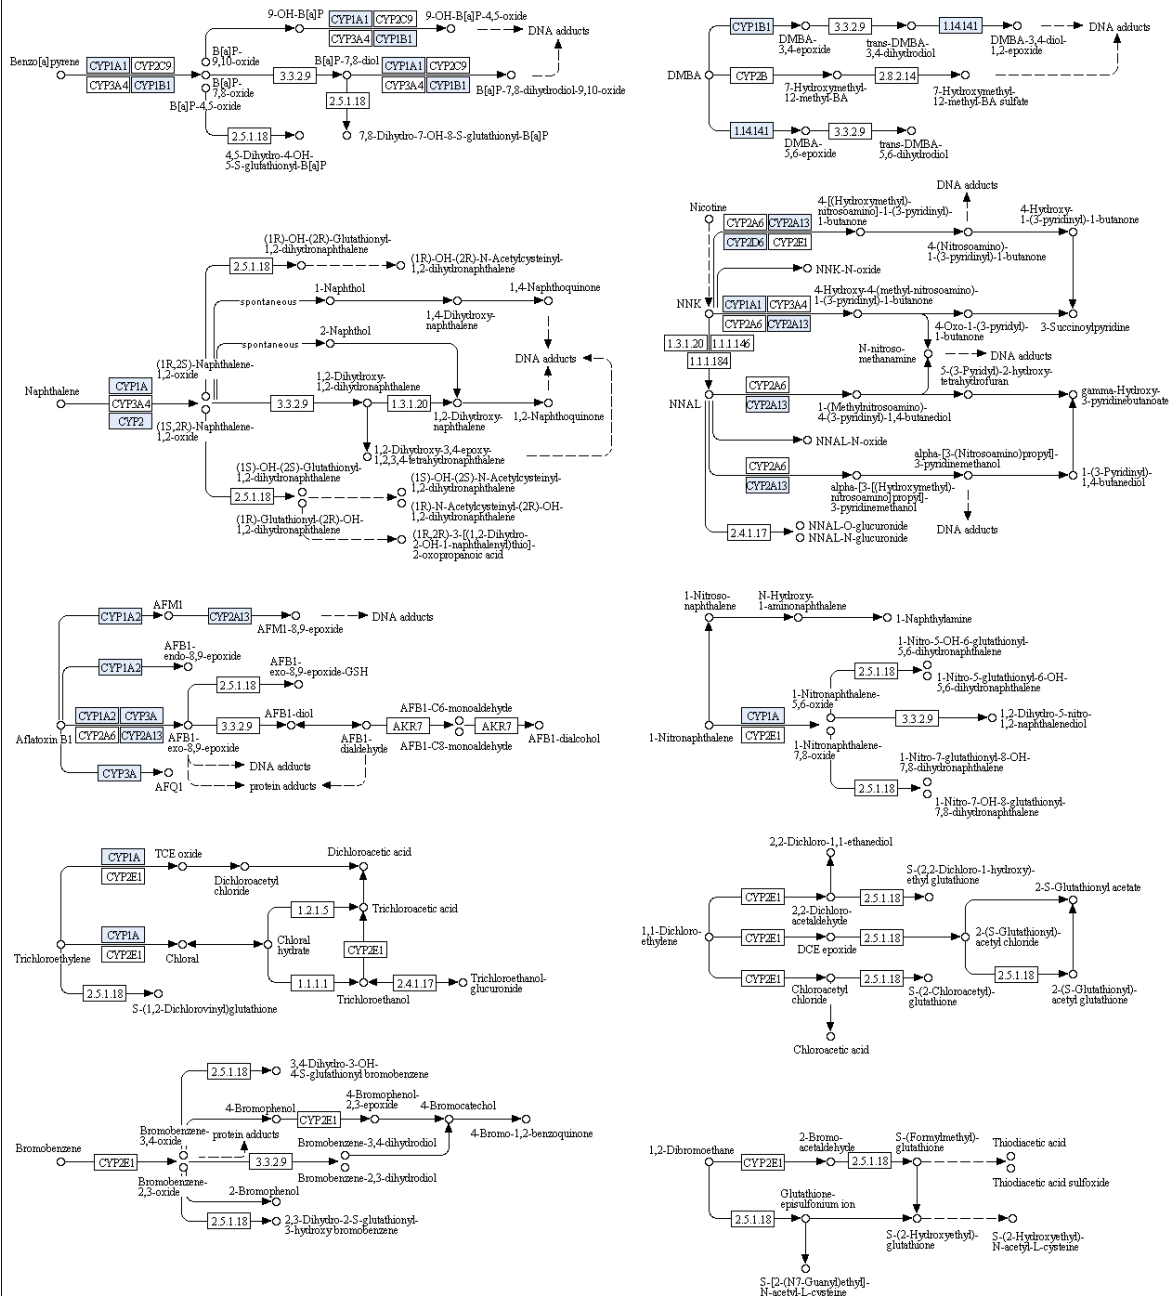 9-OH-B[a]P
CYP1A1 CYP2C9
CYP3A4 CYP1B1
9-OH-B[a]P-4,5-oxide
DNA adducts
Benzo[a]pyrene
CYP1A1 CYP2C9
CYP3A4 CYP1B1
B[a]P-
9,10-oxide
B[a]P-
7,8-oxide
B[a]P-4,5-oxide
3.3.2.9
B[a]P-7,8-diol
CYP1A1 CYP2C9
CYP3A4 CYP1B1
B[a]P-7,8-dihydrodiol-9,10-oxide
2.5.1.18
7,8-Dihydro-7-OH-8-S-glutathionyl-B[a]P
2.5.1.18
4,5-Dihydro-4-OH-
5-S-glutathionyl-B[a]P
CYP1B1
DMBA-
3,4-epoxide
3.3.2.9
trans-DMBA-
3,4-dihydrodiol
1.14.14.1
DMBA-3,4-diol-
1,2-epoxide
DNA adducts
DMBA
CYP2B
7-Hydroxymethyl-
12-methyl-BA
2.8.2.14
7-Hydroxymethyl-
12-methyl-BA sulfate
1.14.14.1
DMBA-
5,6-epoxide
3.3.2.9
trans-DMBA-
5,6-dihydrodiol
(1R)-OH-(2R)-Glutathionyl-
1,2-dihydronaphthalene
2.5.1.18
(1R)-OH-(2R)-N-Acetylcysteinyl-
1,2-dihydronaphthalene
spontaneous
1-Naphthol
1,4-Dihydroxy-
naphthalene
1,4-Naphthoquinone
spontaneous
2-Naphthol
DNA adducts
(1R,2S)-Naphthalene-
1,2-oxide
Naphthalene
CYP1A
CYP3A4
CYP2
(1S,2R)-Naphthalene-
1,2-oxide
3.3.2.9
1,2-Dihydroxy-
1,2-dihydronaphthalene
1.3.1.20
1,2-Dihydroxy-
naphthalene
1,2-Naphthoquinone
1,2-Dihydroxy-3,4-epoxy-
1,2,3,4-tetrahydronaphthalene
(1S)-OH-(2S)-Glutathionyl-
1,2-dihydronaphthalene
2.5.1.18
(1S)-OH-(2S)-N-Acetylcysteinyl-
1,2-dihydronaphthalene
(1R)-N-Acetylcysteinyl-(2R)-OH-
1,2-dihydronaphthalene
(1R)-Glutathionyl-(2R)-OH-
1,2-dihydronaphthalene
(1R,2R)-3-[(1,2-Dihydro-
2-OH-1-naphthalenyl)thio]-
2-oxopropanoic acid
Nicotine
CYP2A6 CYP2A13
CYP2D6 CYP2E1
4-[(Hydroxymethyl)-
nitrosoamino]-1-(3-pyridinyl)-
1-butanone
DNA adducts
4-(Nitrosoamino)-
1-(3-pyridinyl)-1-butanone
4-Hydroxy-
1-(3-pyridinyl)-1-butanone
NNK-N-oxide
NNK
CYP1A1 CYP3A4
CYP2A6 CYP2A13
4-Hydroxy-4-(methyl-nitrosoamino)-
1-(3-pyridinyl)-1-butanone
4-Oxo-1-(3-pyridyl)-
1-butanone
3-Succinoylpyridine
1.3.1.20 1.1.1.146
1.1.1.184
N-nitroso-
methanamine
DNA adducts
5-(3-Pyridyl)-2-hydroxy-
tetrahydrofuran
NNAL
CYP2A6
CYP2A13
1-(Methylnitrosoamino)-
4-(3-pyridinyl)-1,4-butanediol
gamma-Hydroxy-
3-pyridinebutanoate
NNAL-N-oxide
CYP2A6
CYP2A13
alpha-[3-[(Hydroxymethyl)-
nitrosoamino]propyl]-
3-pyridinemethanol
alpha-[3-(Nitrosoamino)propyl]-
3-pyridinemethanol
1-(3-Pyridinyl)-
1,4-butanediol
DNA adducts
2.4.1.17
NNAL-O-glucuronide
NNAL-N-glucuronide
CYP1A2
AFM1
CYP2A13
AFM1-8,9-epoxide
DNA adducts
CYP1A2
AFB1-
endo-8,9-epoxide
2.5.1.18
AFB1-
exo-8,9-epoxide-GSH
Aflatoxin B1
CYP1A2 CYP3A
CYP2A6 CYP2A13
AFB1-
exo-8,9-epoxide
3.3.2.9
AFB1-diol
AFB1-
dialdehyde
AKR7
AFB1-C6-monoaldehyde
AFB1-C8-monoaldehyde
AKR7
AFB1-dialcohol
CYP3A
AFQ1
DNA adducts
protein adducts
1-Nitroso-
naphthalene
N-Hydroxy-
1-aminonaphthalene
1-Naphthylamine
2.5.1.18
1-Nitro-5-OH-6-glutathionyl-
5,6-dihydronaphthalene
1-Nitro-5-glutathionyl-6-OH-
5,6-dihydronaphthalene
1-Nitronaphthalene-
5,6-oxide
1-Nitronaphthalene
CYP1A
CYP2E1
3.3.2.9
1,2-Dihydro-5-nitro-
1,2-naphthalenediol
1-Nitronaphthalene-
7,8-oxide
2.5.1.18
1-Nitro-7-glutathionyl-8-OH-
7,8-dihydronaphthalene
1-Nitro-7-OH-8-glutathionyl-
7,8-dihydronaphthalene
CYP1A
CYP2E1
TCE oxide
Dichloroacetyl
chloride
Dichloroacetic acid
1.2.1.5
Trichloroacetic acid
Trichloroethylene
CYP1A
CYP2E1
Chloral
Chloral
hydrate
CYP2E1
1.1.1.1
Trichloroethanol
2.4.1.17
Trichloroethanol-
glucuronide
2.5.1.18
S-(1,2-Dichlorovinyl)glutathione
2,2-Dichloro-1,1-ethanediol
CYP2E1
2,2-Dichloro-
acetaldehyde
2.5.1.18
S-(2,2-Dichloro-1-hydroxy)-
ethyl glutathione
2-S-Glutathionyl acetate
1,1-Dichloro-
ethylene
CYP2E1
DCE epoxide
2.5.1.18
2-(S-Glutathionyl)-
acetyl chloride
CYP2E1
Chloroacetyl
chloride
2.5.1.18
S-(2-Chloroacetyl)-
glutathione
2.5.1.18
2-(S-Glutathionyl)-
acetyl glutathione
Chloroacetic acid
2.5.1.18
3,4-Dihydro-3-OH-
4-S-glutathionyl bromobenzene
4-Bromophenol
CYP2E1
4-Bromophenol-
2,3-epoxide
4-Bromocatechol
4-Bromo-1,2-benzoquinone
Bromobenzene-
3,4-oxide
protein adducts
Bromobenzene
CYP2E1
3.3.2.9
Bromobenzene-3,4-dihydrodiol
Bromobenzene-2,3-dihydrodiol
Bromobenzene-
2,3-oxide
2-Bromophenol
2.5.1.18
2,3-Dihydro-2-S-glutathionyl-
3-hydroxy bromobenzene
1,2-Dibromoethane
CYP2E1
2-Bromo-
acetaldehyde
2.5.1.18
S-(Formylmethyl)-
glutathione
Thiodiacetic acid
Thiodiacetic acid sulfoxide
2.5.1.18
Glutathione-
episulfonium ion
S-(2-Hydroxyethyl)-
glutathione
S-(2-Hydroxyethyl)-
N-acetyl-L-cysteine
S-[2-(N7-Guanyl)ethyl]-
N-acetyl-L-cysteine